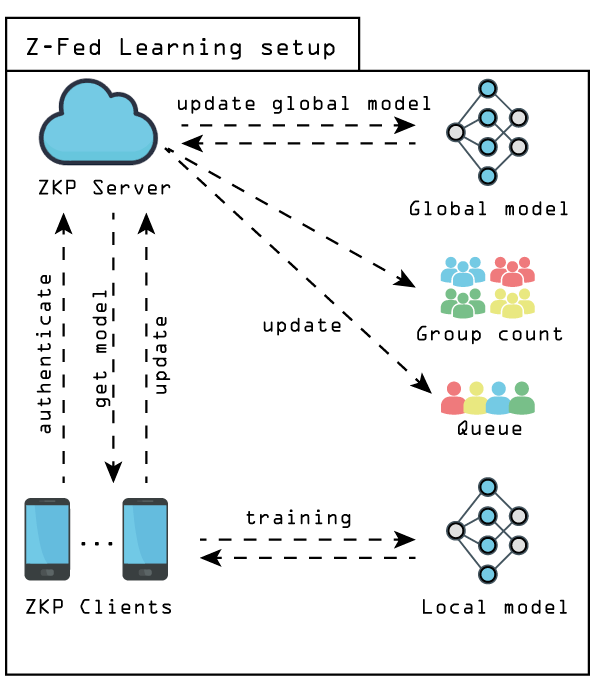 Z-Fed Learning setup
update global model
ZKP Server
Global model
authenticate
get model
update
update
Group count
Queue
training
...
ZKP Clients
Local model